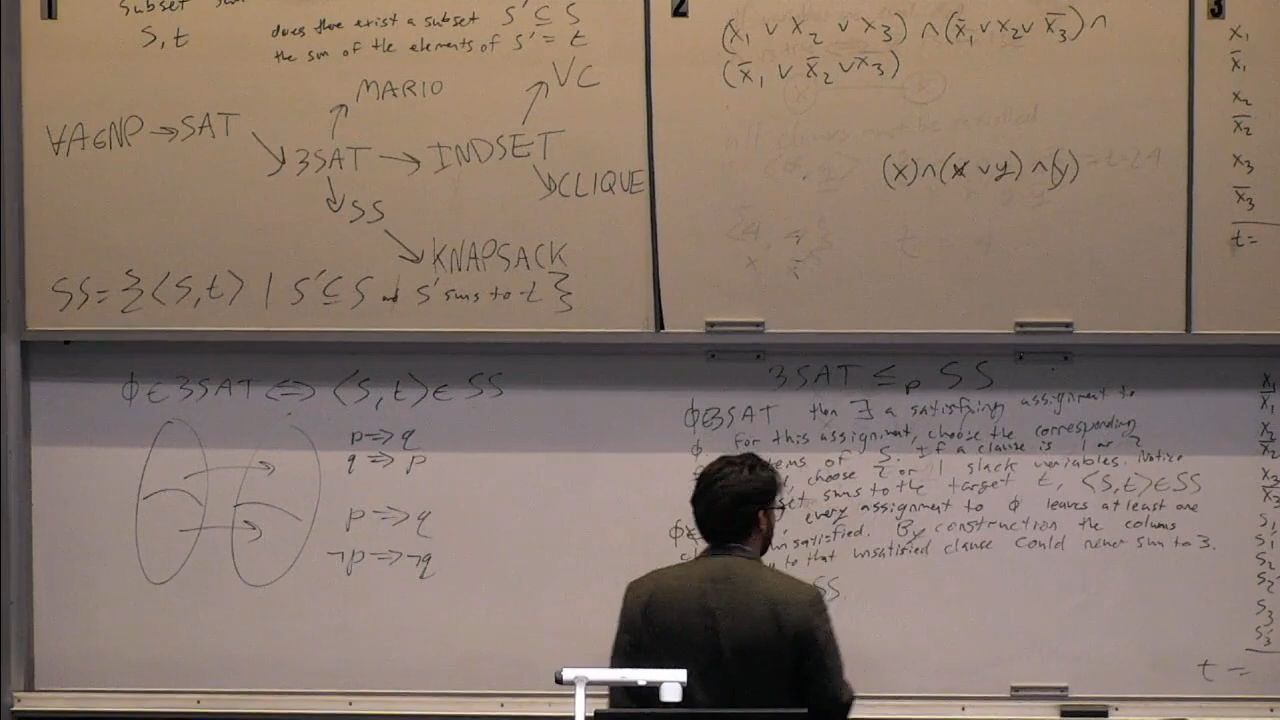 1
Subset sum
S, t
does there exist a subset S' ⊆ S
the sum of the elements of S' = t
MARIO
VC
∀A∈NP → SAT
3SAT → INDSET
CLIQUE
SS
KNAPSACK
SS = {⟨S,t⟩ | S' ⊆ S and S' sums to t}
2
(x₁ ∨ x₂ ∨ x₃) ∧ (x̄₁ ∨ x₂ ∨ x̄₃) ∧
(x̄₁ ∨ x̄₂ ∨ x̄₃)
(x) ∧ (x ∨ y) ∧ (y)
3
x₁
x̄₁
x₂
x̄₂
x₃
x̄₃
t=
ϕ∈3SAT ⇔ ⟨S,t⟩ ∈ SS
p ⇒ q
q ⇒ p
p ⇒ q
¬p ⇒ ¬q
3SAT ≤p SS
ϕ∈3SAT then ∃ a satisfying assignment to
ϕ. For this assignment, choose the corresponding
of S. If a clause is 1 or 2
choose 2 or 1 slack variables. Notice
sums to the target t, ⟨S,t⟩ ∈ SS
every assignment to ϕ leaves at least one
unsatisfied. By construction the column
to that unsatisfied clause could never sum to 3.
SS
x₁
x̄₁
x₂
x̄₂
x₃
x̄₃
S₁
S₁'
S₂
S₂'
S₃
S₃'
t =